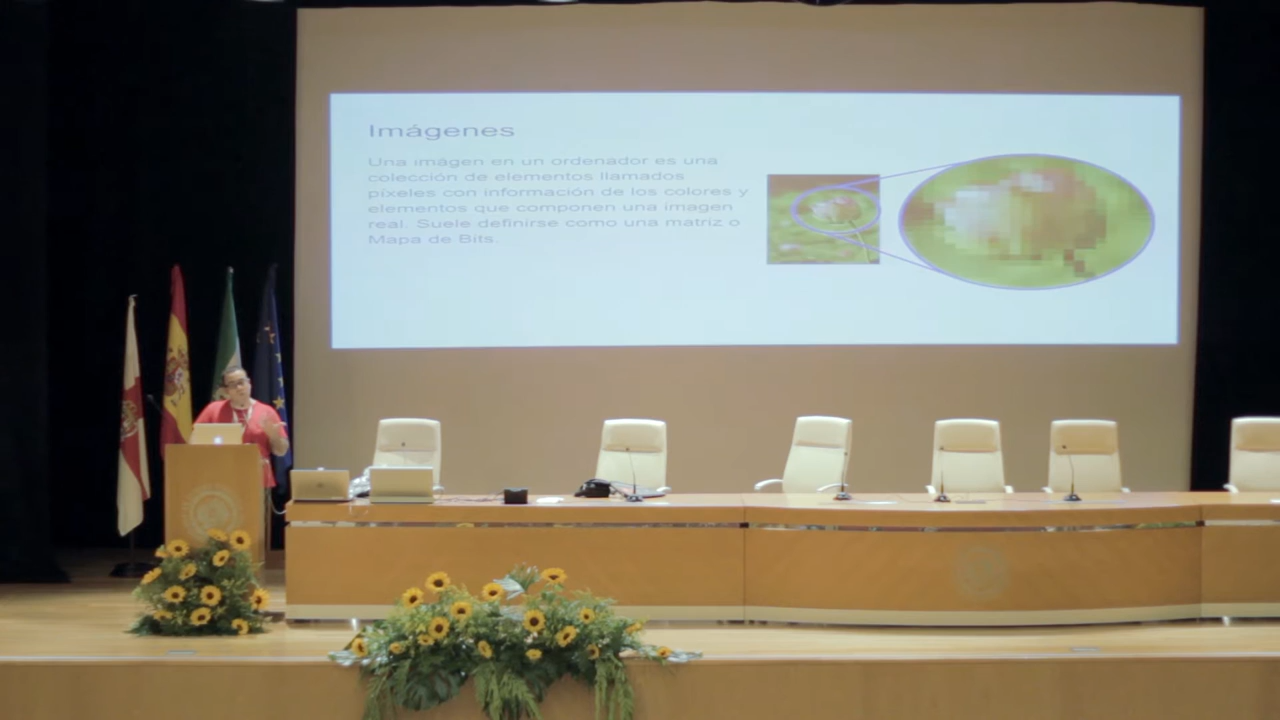 Imágenes
Una imágen en un ordenador es una
colección de elementos llamados
píxeles con información de los colores y
elementos que componen una imagen
real. Suele definirse como una matriz o
Mapa de Bits.